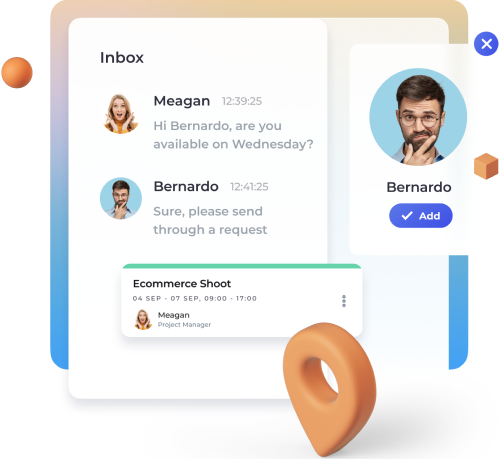 Inbox
Meagan 12:39:25
Hi Bernardo, are you
available on Wednesday?
Bernardo 12:41:25
Sure, please send
through a request
Bernardo
Add
Ecommerce Shoot
04 SEP - 07 SEP, 09:00 - 17:00
Meagan
Project Manager